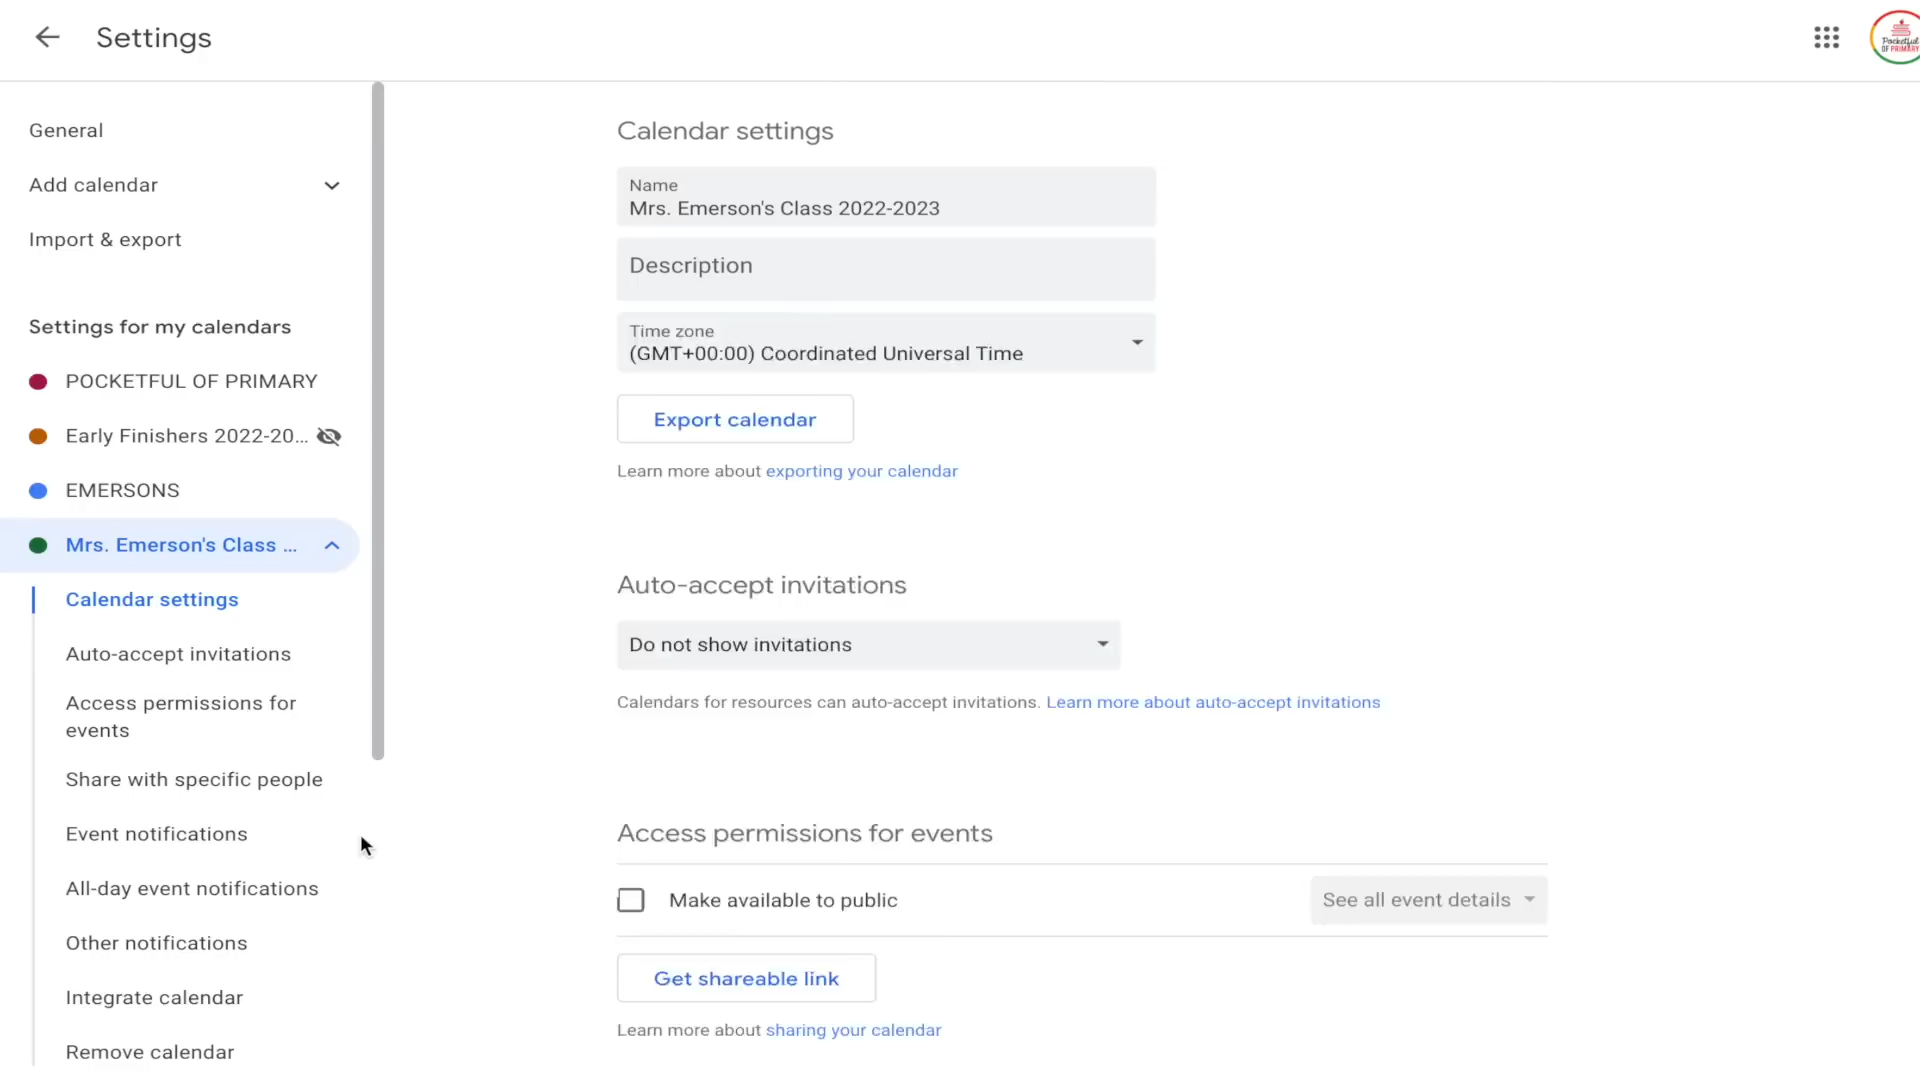 Settings
Pocketful
OF PRIMARY
General
Add calendar
Import & export
Settings for my calendars
POCKETFUL OF PRIMARY
Early Finishers 2022-20...
EMERSONS
Mrs. Emerson's Class ...
Calendar settings
Auto-accept invitations
Access permissions for
events
Share with specific people
Event notifications
All-day event notifications
Other notifications
Integrate calendar
Remove calendar
Calendar settings
Name
Mrs. Emerson's Class 2022-2023
Description
Time zone
(GMT+00:00) Coordinated Universal Time
Export calendar
Learn more about exporting your calendar
Auto-accept invitations
Do not show invitations
Calendars for resources can auto-accept invitations. Learn more about auto-accept invitations
Access permissions for events
Make available to public
See all event details
Get shareable link
Learn more about sharing your calendar